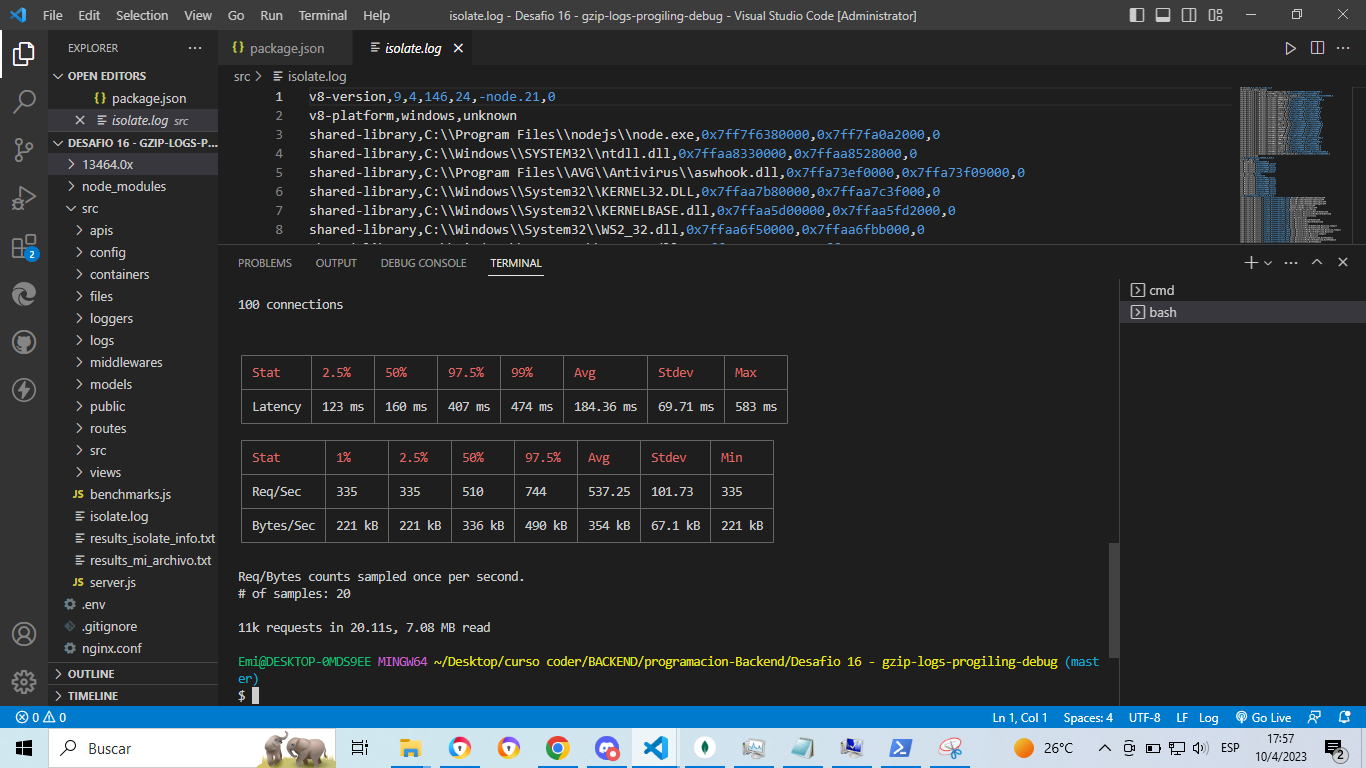 File Edit Selection View Go Run Terminal Help
isolate.log - Desafio 16 - gzip-logs-progiling-debug - Visual Studio Code [Administrator]
EXPLORER
OPEN EDITORS
package.json
isolate.log src
DESAFIO 16 - GZIP-LOGS-P...
13464.0x
node_modules
src
apis
config
containers
files
loggers
logs
middlewares
models
public
routes
src
views
JS benchmarks.js
isolate.log
results_isolate_info.txt
results_mi_archivo.txt
JS server.js
.env
.gitignore
nginx.conf
OUTLINE
TIMELINE
2
{} package.json
isolate.log
src > isolate.log
1 v8-version,9,4,146,24,-node.21,0
2 v8-platform,windows,unknown
3 shared-library,C:\\Program Files\\nodejs\\node.exe,0x7ff7f6380000,0x7ff7fa0a2000,0
4 shared-library,C:\\Windows\\SYSTEM32\\ntdll.dll,0x7ffaa8330000,0x7ffaa8528000,0
5 shared-library,C:\\Program Files\\AVG\\Antivirus\\aswhook.dll,0x7ffa73ef0000,0x7ffa73f09000,0
6 shared-library,C:\\Windows\\System32\\KERNEL32.DLL,0x7ffaa7b80000,0x7ffaa7c3f000,0
7 shared-library,C:\\Windows\\System32\\KERNELBASE.dll,0x7ffaa5d00000,0x7ffaa5fd2000,0
8 shared-library,C:\\Windows\\System32\\WS2_32.dll,0x7ffaa6f50000,0x7ffaa6fbb000,0
PROBLEMS OUTPUT DEBUG CONSOLE TERMINAL
cmd
bash
100 connections
Stat 2.5% 50% 97.5% 99% Avg Stdev Max
Latency 123 ms 160 ms 407 ms 474 ms 184.36 ms 69.71 ms 583 ms
Stat 1% 2.5% 50% 97.5% Avg Stdev Min
Req/Sec 335 335 510 744 537.25 101.73 335
Bytes/Sec 221 kB 221 kB 336 kB 490 kB 354 kB 67.1 kB 221 kB
Req/Bytes counts sampled once per second.
# of samples: 20
11k requests in 20.11s, 7.08 MB read
Emi@DESKTOP-0MDS9EE MINGW64 ~/Desktop/curso coder/BACKEND/programacion-Backend/Desafio 16 - gzip-logs-progiling-debug (mast
er)
$
0 0
Ln 1, Col 1 Spaces: 4 UTF-8 LF Log Go Live
Buscar
26°C
ESP
17:57
10/4/2023
2